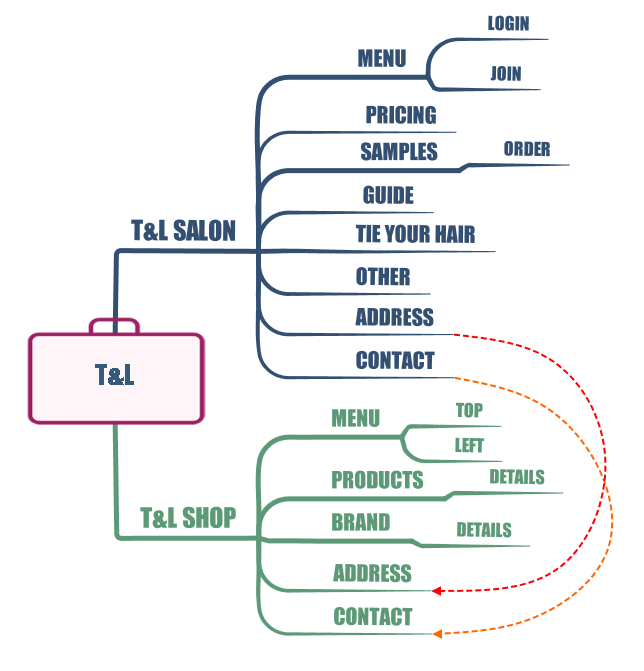 LOGIN
MENU
JOIN
PRICING
SAMPLES
ORDER
GUIDE
T&L SALON
TIE YOUR HAIR
OTHER
ADDRESS
CONTACT
T&L
MENU
TOP
LEFT
PRODUCTS
DETAILS
T&L SHOP
BRAND
DETAILS
ADDRESS
CONTACT